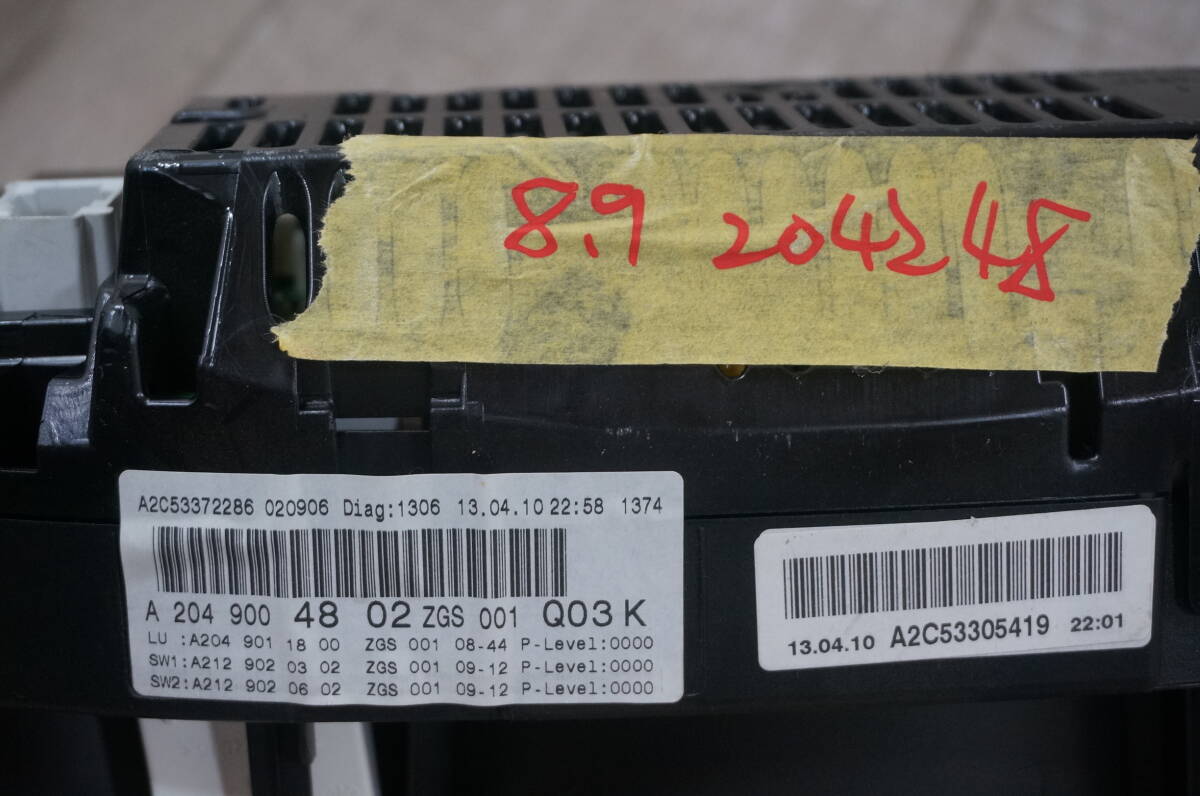 8.9 204248
A2C53372286 020906 Diag:1306 13.04.10 22:58 1374
A 204 900 48 02 ZGS 001 Q03 K
LU :A204 901 18 00 ZGS 001 08-44 P-Level:0000
SW1:A212 902 03 02 ZGS 001 09-12 P-Level:0000
SW2:A212 902 06 02 ZGS 001 09-12 P-Level:0000
13.04.10 A2C53305419 22:01